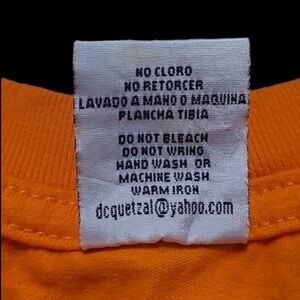 NO CLORO
NO RETORCER
LAVADO A MANO O MAQUINA
PLANCHA TIBIA
DO NOT BLEACH
DO NOT WRING
HAND WASH OR
MACHINE WASH
WARM IRON
dcquetzal@yahoo.com